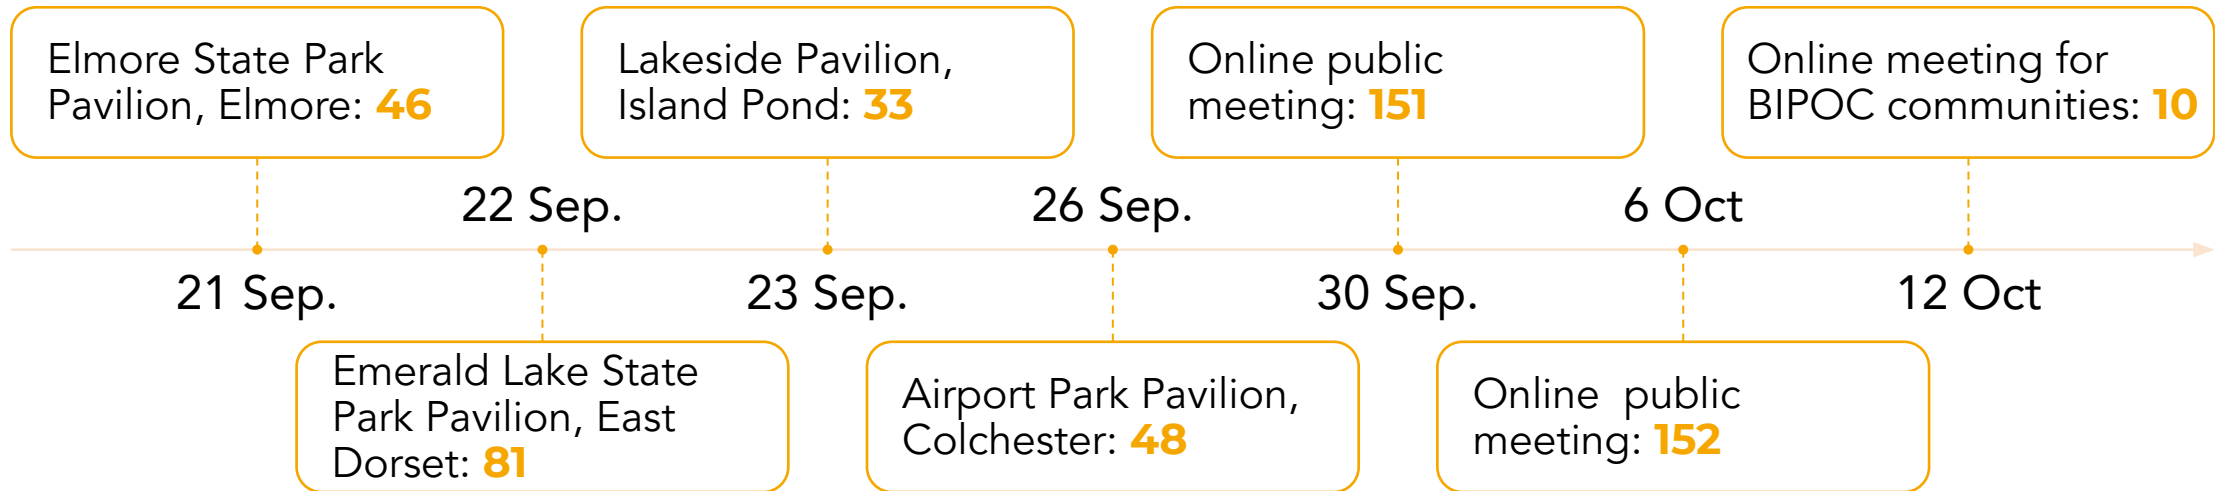 Elmore State Park
Pavilion, Elmore: 46
Lakeside Pavilion,
Island Pond: 33
Online public
meeting: 151
Online meeting for
BIPOC communities: 10
22 Sep.
26 Sep.
6 Oct
21 Sep.
23 Sep.
30 Sep.
12 Oct
Emerald Lake State
Park Pavilion, East
Dorset: 81
Airport Park Pavilion,
Colchester: 48
Online  public
meeting: 152